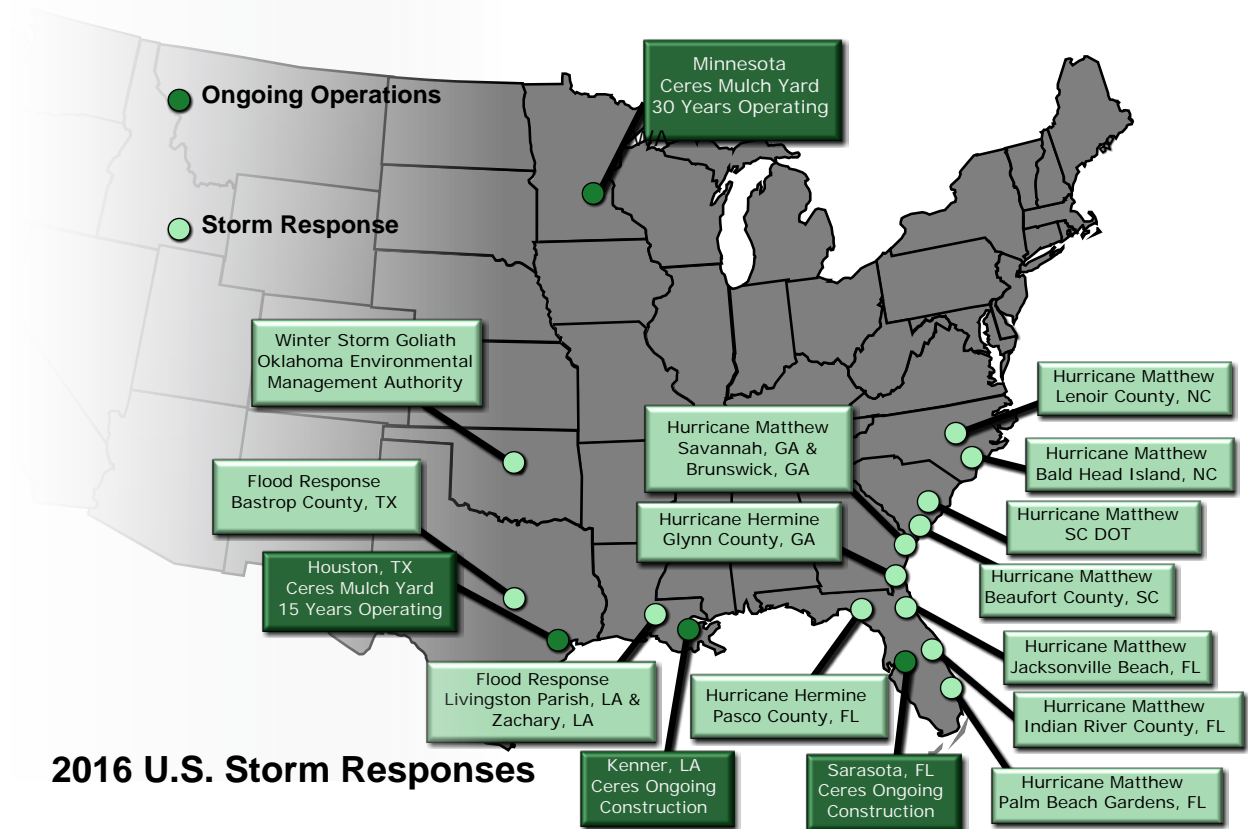 Minnesota
Ceres Mulch Yard
30 Years Operating
Ongoing Operations
Storm Response
Winter Storm Goliath
Oklahoma Environmental
Management Authority
Flood Response
Bastrop County, TX
Houston, TX
Ceres Mulch Yard
15 Years Operating
Hurricane Matthew
Savannah, GA &
Brunswick, GA
Hurricane Hermine
Glynn County, GA
Hurricane Matthew
Lenoir County, NC
Hurricane Matthew
Bald Head Island, NC
Hurricane Matthew
SC DOT
Hurricane Matthew
Beaufort County, SC
Hurricane Matthew
Jacksonville Beach, FL
Hurricane Matthew
Indian River County, FL
Hurricane Matthew
Palm Beach Gardens, FL
Flood Response
Livingston Parish, LA &
Zachary, LA
Hurricane Hermine
Pasco County, FL
Kenner, LA
Ceres Ongoing
Construction
Sarasota, FL
Ceres Ongoing
Construction
2016 U.S. Storm Responses